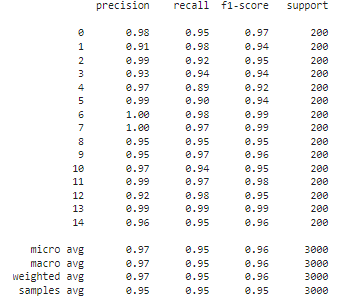 precision recall f1-score support
0 0.98 0.95 0.97 200
1 0.91 0.98 0.94 200
2 0.99 0.92 0.95 200
3 0.93 0.94 0.94 200
4 0.97 0.89 0.92 200
5 0.99 0.90 0.94 200
6 1.00 0.98 0.99 200
7 1.00 0.97 0.99 200
8 0.95 0.95 0.95 200
9 0.95 0.97 0.96 200
10 0.97 0.94 0.95 200
11 0.99 0.97 0.98 200
12 0.92 0.98 0.95 200
13 0.99 0.99 0.99 200
14 0.96 0.95 0.96 200
micro avg 0.97 0.95 0.96 3000
macro avg 0.97 0.95 0.96 3000
weighted avg 0.97 0.95 0.96 3000
samples avg 0.95 0.95 0.95 3000